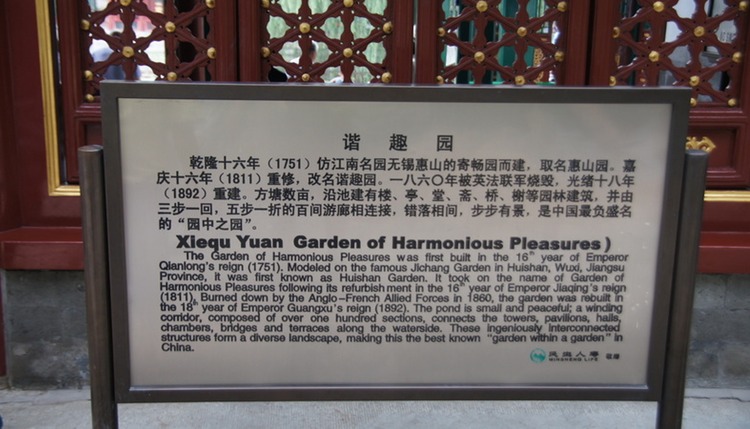 谐趣园
乾隆十六年（1751）仿江南名园无锡惠山的寄畅园而建，取名惠山园。嘉
庆十六年（1811）重修，改名谐趣园。一八六〇年被英法联军烧毁，光绪十八年
（1892）重建。方塘数亩，沿池建有楼、亭、堂、斋、桥、榭等园林建筑，并由
三步一回，五步一折的百间游廊相连接，错落相间，步步有景，是中国最负盛名
的“园中之园”。
Xiequ Yuan Garden of Harmonious Pleasures）
The Garden of Harmonious Pleasures was first built in the 16th year of Emperor
Qianlong's reign (1751). Modeled on the famous Jichang Garden in Huishan, Wuxi, Jiangsu
Province, it was first known as Huishan Garden. It took on the name of Garden of
Harmonious Pleasures following its refurbishment in the 16th year of Emperor Jiaqing's reign
(1811). Burned down by the Anglo-French Allied Forces in 1860, the garden was rebuilt in
the 18th year of Emperor Guangxu's reign (1892). The pond is small and peaceful; a winding
corridor, composed of over one hundred sections, connects the towers, pavilions, halls,
chambers, bridges and terraces along the waterside. These ingeniously interconnected
structures form a diverse landscape, making this the best known "garden within a garden" in
China.
民生人寿
MINSHENG LIFE